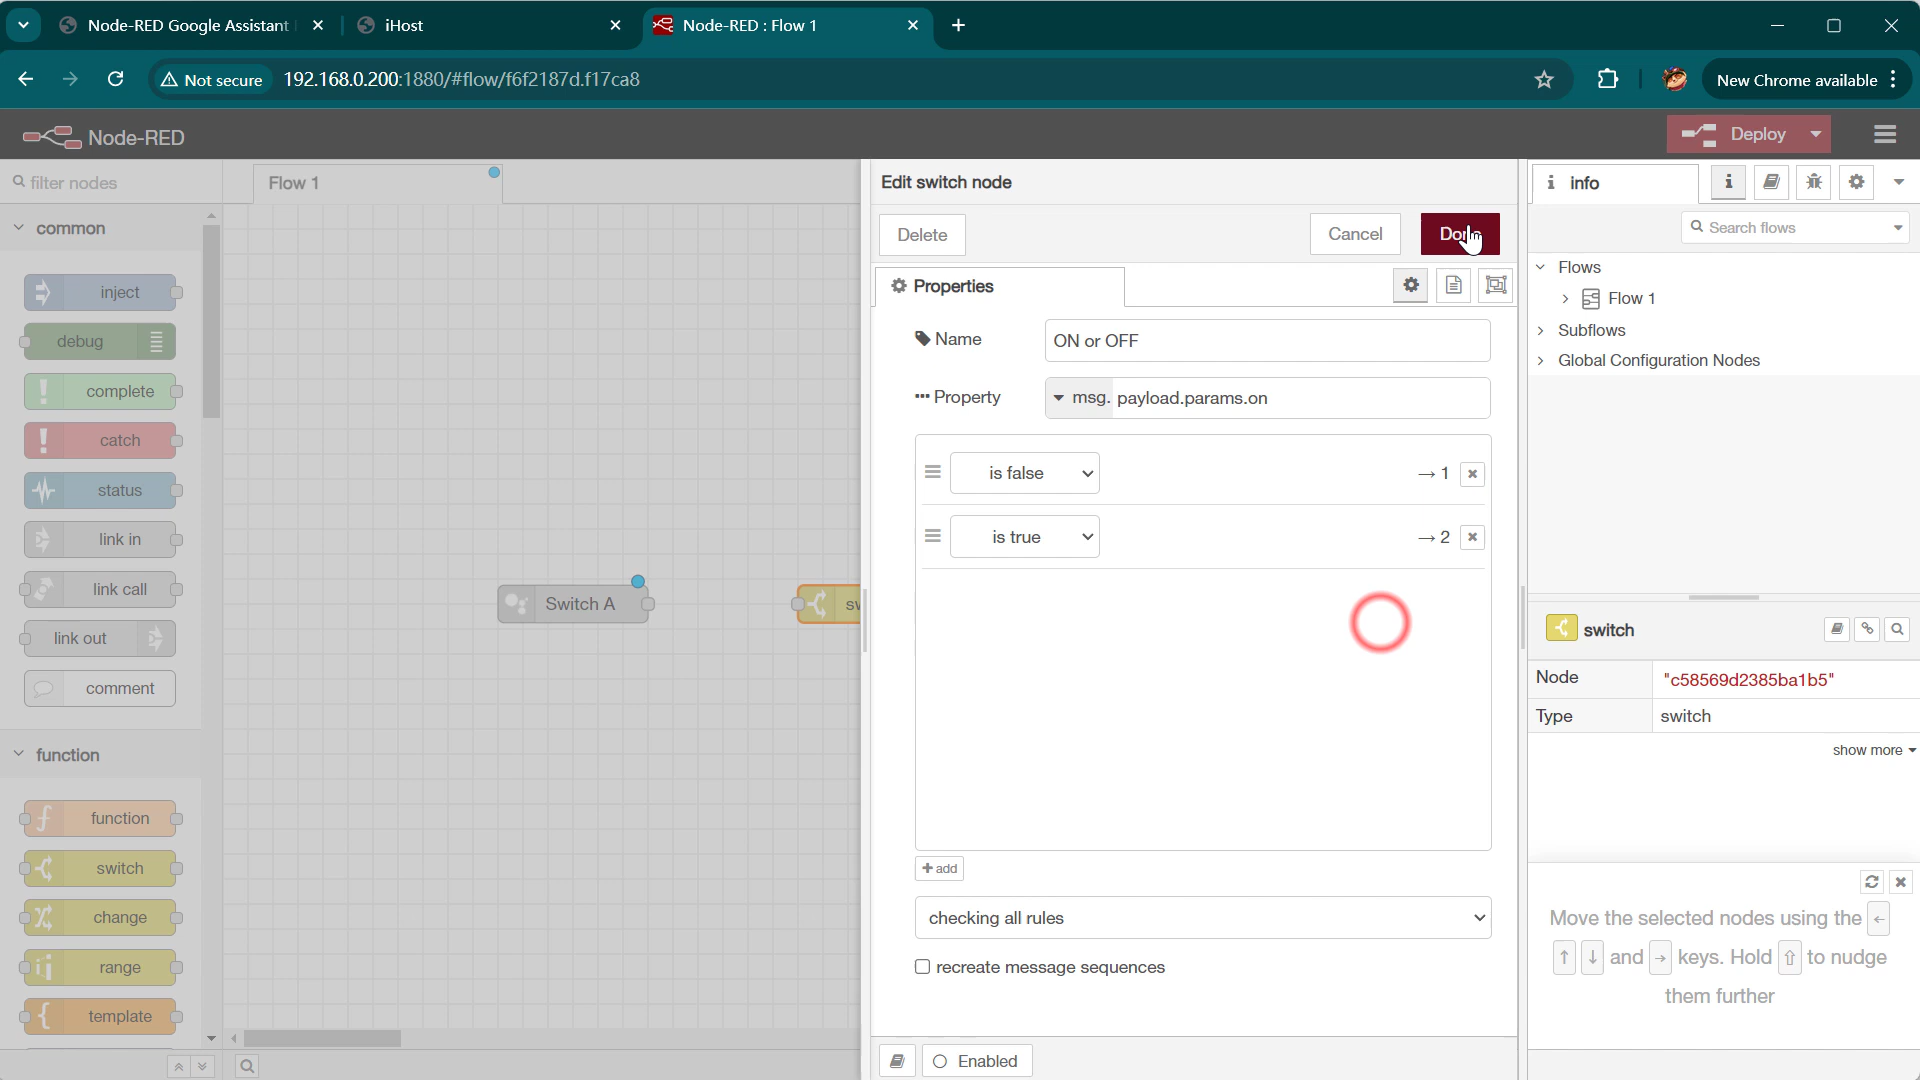 Node-RED Google Assistant
iHost
Node-RED : Flow 1
Not secure
192.168.0.200:1880/#flow/f6f2187d.f17ca8
New Chrome available
Node-RED
Deploy
filter nodes
Flow 1
Edit switch node
info
Delete
Cancel
Done
Search flows
common
Properties
Flows
Flow 1
Subflows
Global Configuration Nodes
inject
debug
complete
catch
status
link in
link call
link out
comment
function
function
switch
change
range
template
Switch A
sw
Name
ON or OFF
Property
msg. payload.params.on
is false
→ 1
is true
→ 2
add
checking all rules
recreate message sequences
Enabled
switch
Node
"c58569d2385ba1b5"
Type
switch
show more
Move the selected nodes using the ←
↑ ↓ and → keys. Hold ⇧ to nudge
them further